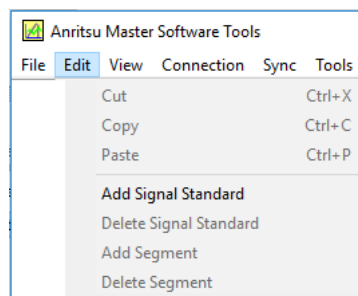 Anritsu Master Software Tools
File Edit View Connection Sync Tools
Cut Ctrl+X
Copy Ctrl+C
Paste Ctrl+P
Add Signal Standard
Delete Signal Standard
Add Segment
Delete Segment